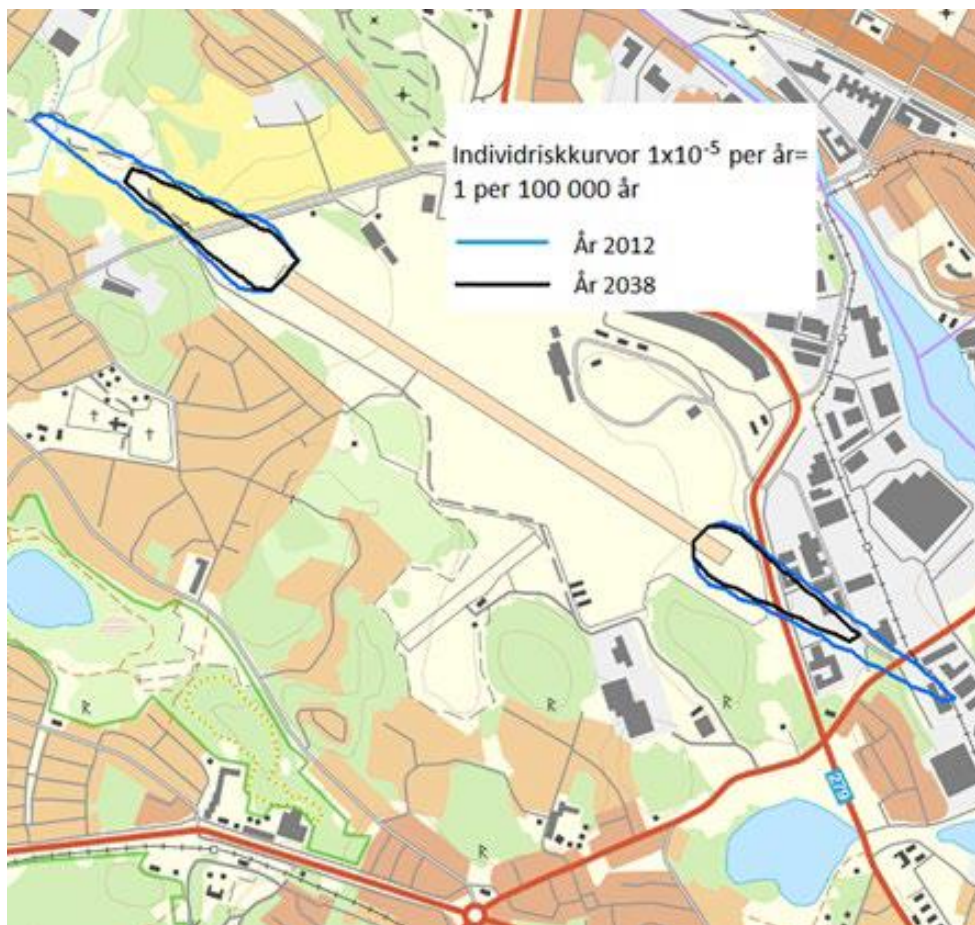 Individriskkurvor 1x10⁻⁵ per år=
1 per 100 000 år
År 2012
År 2038
R
R
R
R
279